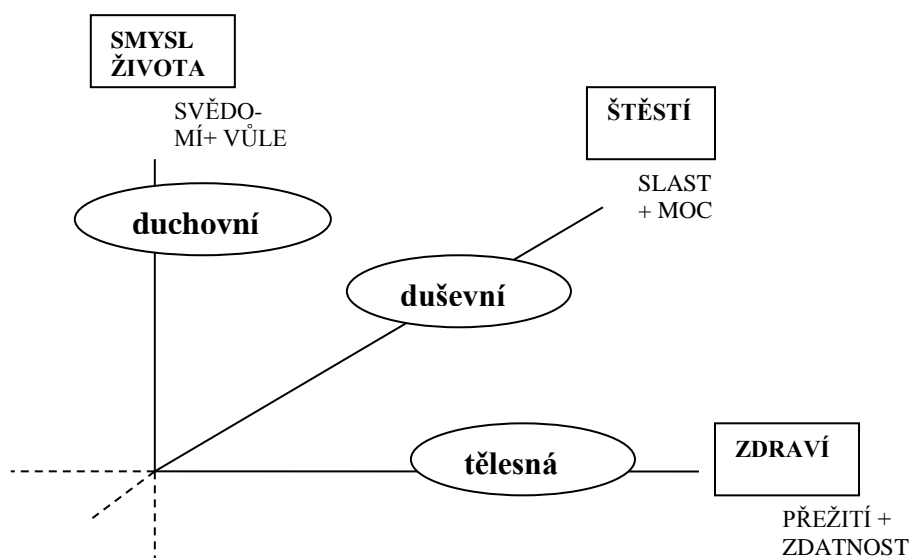 SMYSL
ŽIVOTA
SVĚDO-
MÍ+ VŮLE
ŠTĚSTÍ
SLAST
+ MOC
duchovní
duševní
tělesná
ZDRAVÍ
PŘEŽITÍ +
ZDATNOST